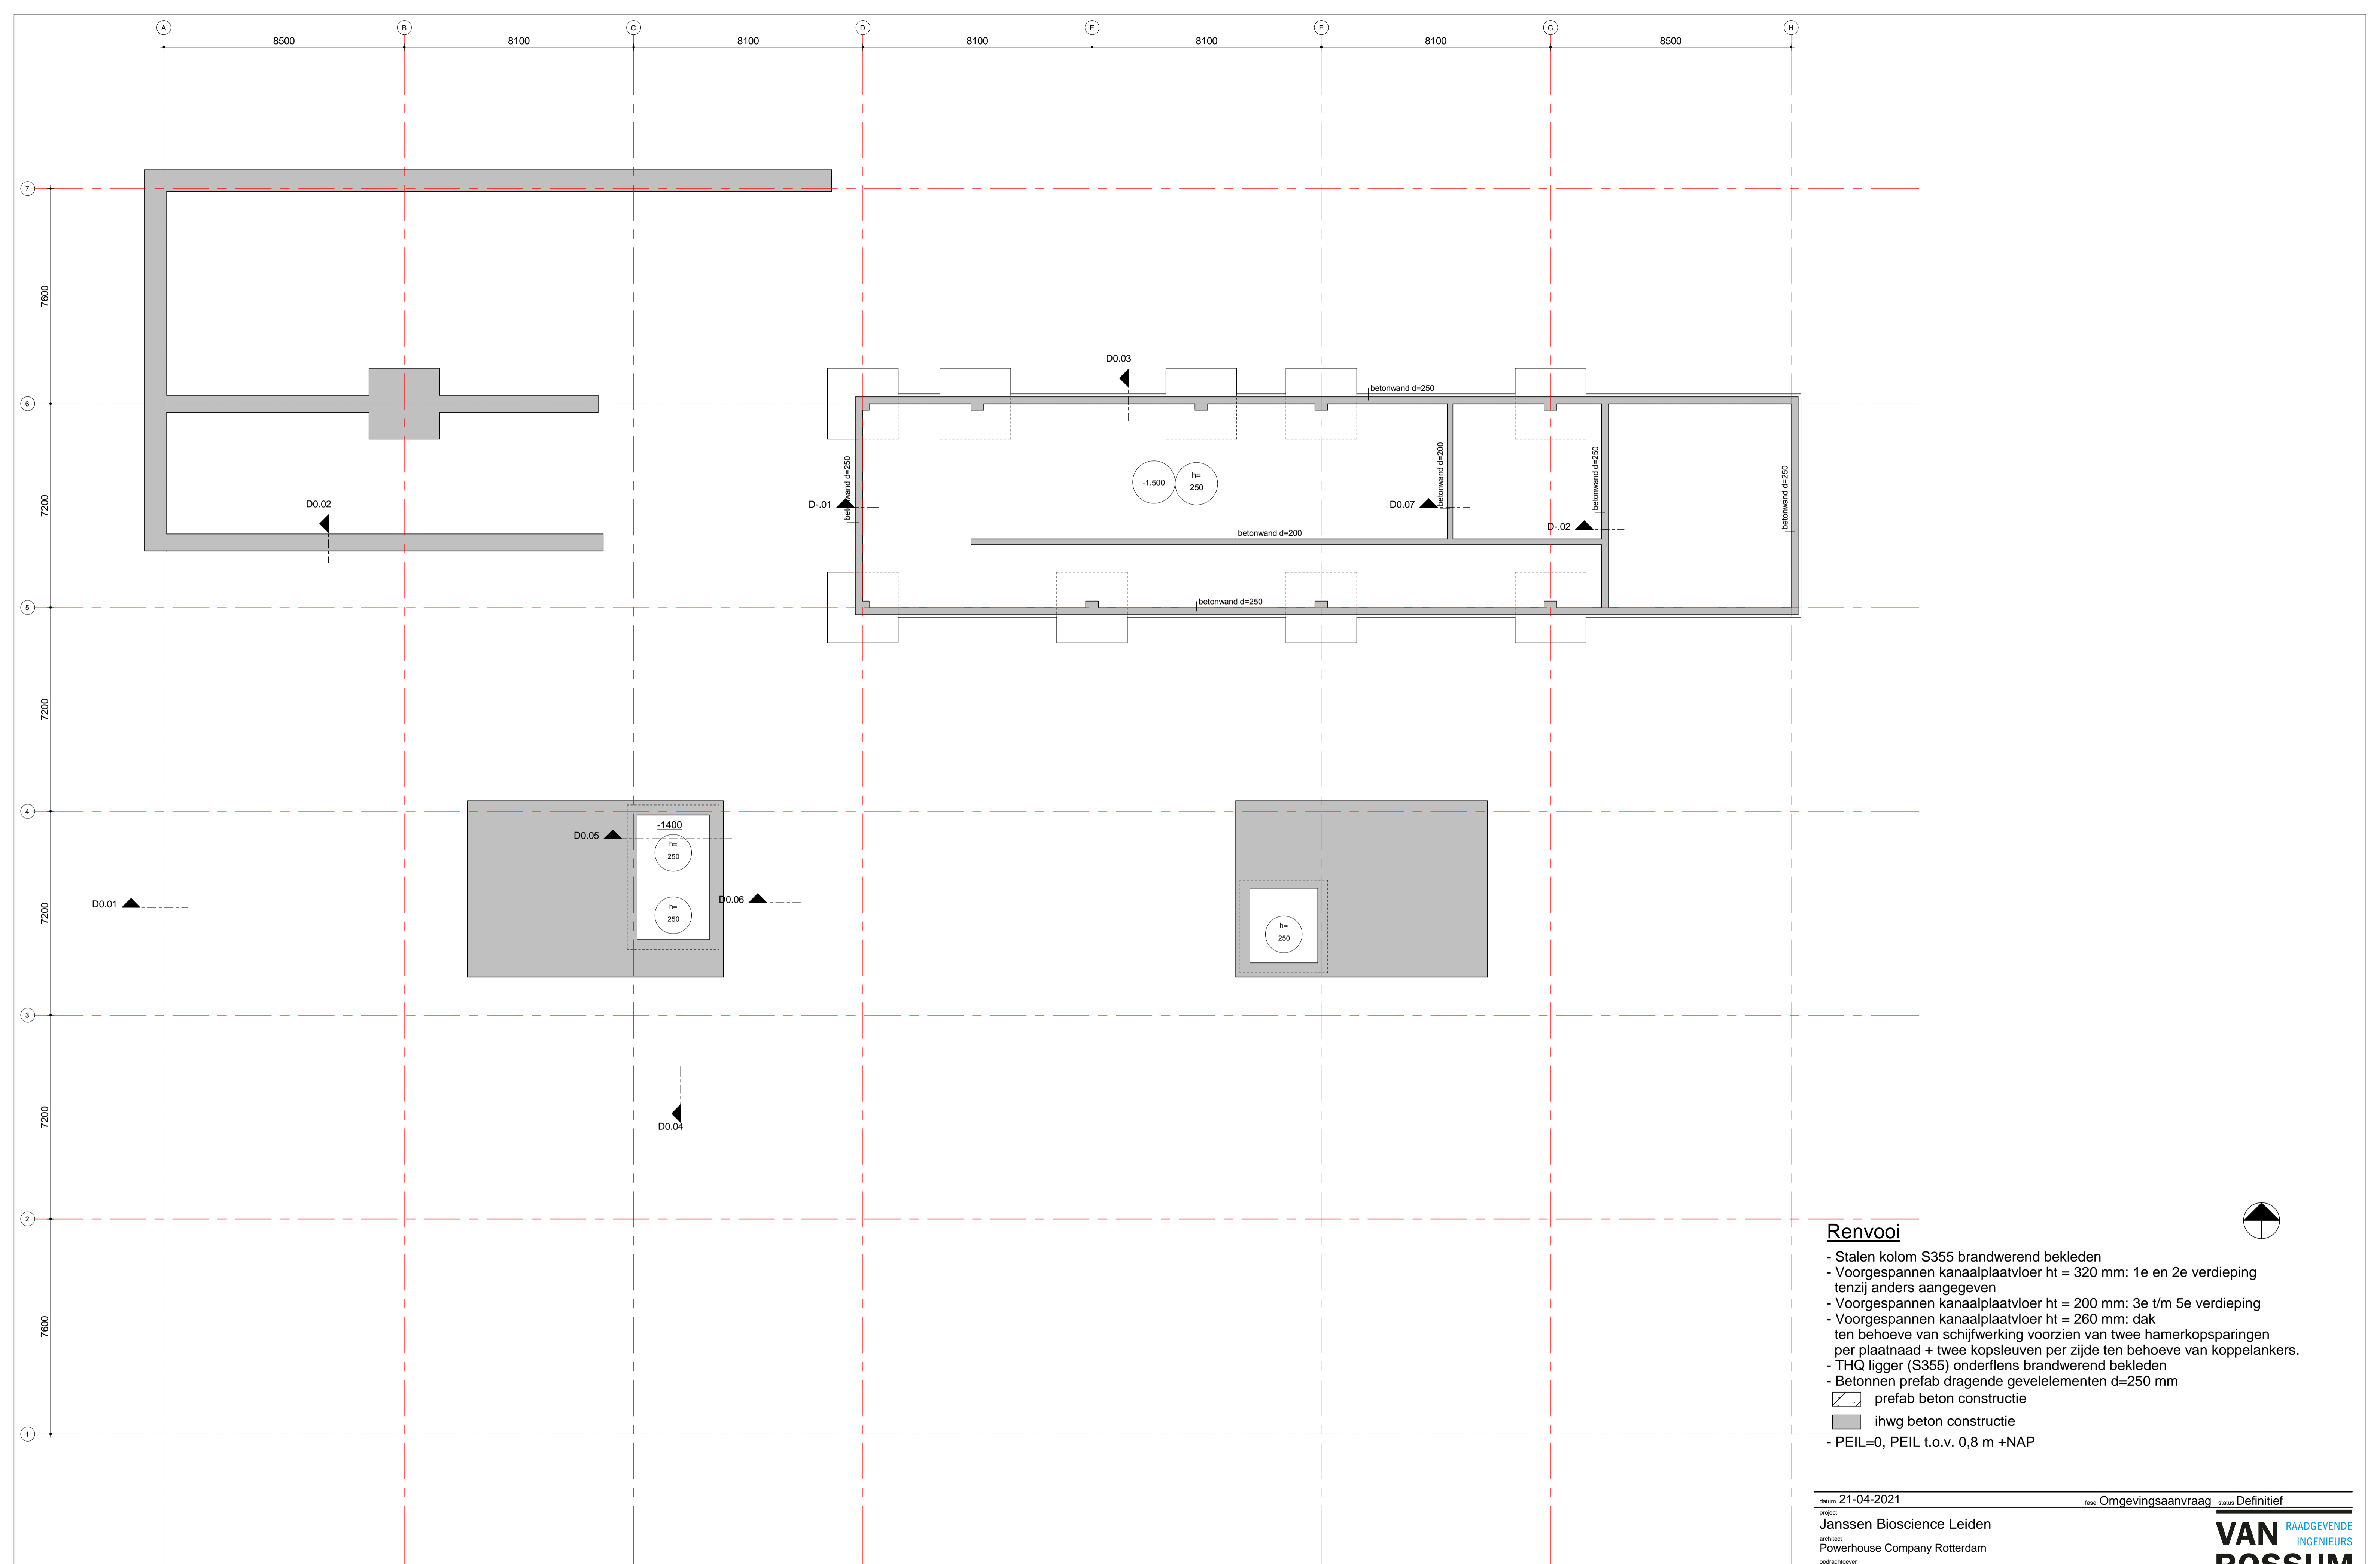 A B C D E F G H
8500 8100 8100 8100 8100 8100 8500
7
7600
D0.03
betonwand d=250
6
betonwand d=250
betonwand d=200
betonwand d=250
betonwand d=250
-1.500
h=
250
7200
D0.02
D-.01
D0.07
D-.02
betonwand d=200
betonwand d=250
5
7200
4
-1400
D0.05
h=
250
D0.01
7200
h=
250
D0.06
h=
250
3
7200
D0.04
2
7600
1
Renvooi
- Stalen kolom S355 brandwerend bekleden
- Voorgespannen kanaalplaatvloer ht = 320 mm: 1e en 2e verdieping
tenzij anders aangegeven
- Voorgespannen kanaalplaatvloer ht = 200 mm: 3e t/m 5e verdieping
- Voorgespannen kanaalplaatvloer ht = 260 mm: dak
ten behoeve van schijfwerking voorzien van twee hamerkopsparingen
per plaatnaad + twee kopsleuven per zijde ten behoeve van koppelankers.
- THQ ligger (S355) onderflens brandwerend bekleden
- Betonnen prefab dragende gevelelementen d=250 mm
prefab beton constructie
ihwg beton constructie
- PEIL=0, PEIL t.o.v. 0,8 m +NAP
datum 21-04-2021 fase Omgevingsaanvraag status Definitief
project
Janssen Bioscience Leiden
architect
Powerhouse Company Rotterdam
opdrachtgever
VAN RAADGEVENDE
INGENIEURS
ROSSUM